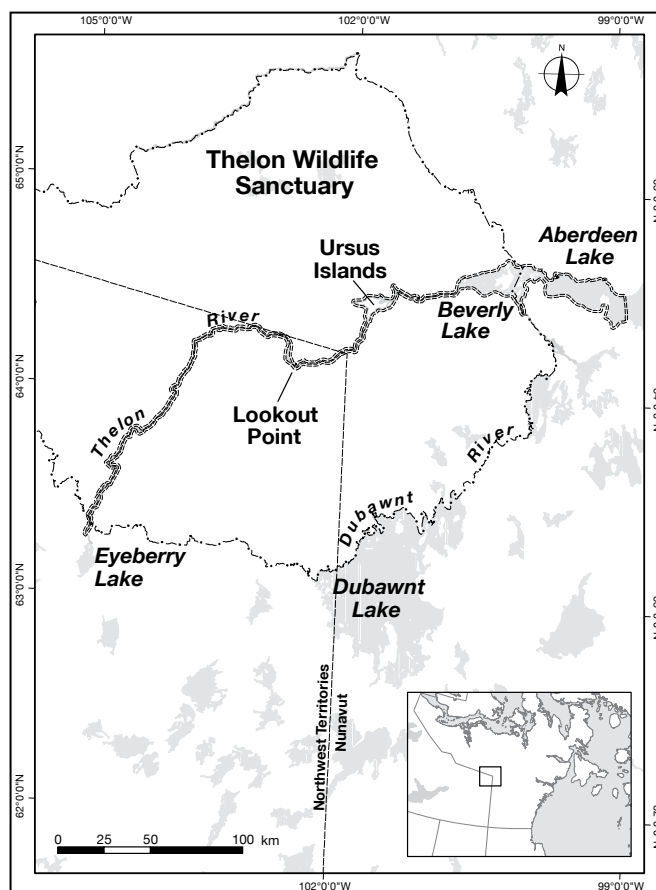 105°0'0"W
102°0'0"W
99°0'0"W
N
65°0'0"N
Thelon Wildlife
Sanctuary
Aberdeen
Lake
Ursus
Islands
Beverly
Lake
River
64°0'0"N
Lookout
Point
Thelon
River
Dubawnt
Eyeberry
Lake
63°0'0"N
Dubawnt
Lake
Northwest Territories
Nunavut
62°0'0"N
0 25 50 100 km
102°0'0"W
99°0'0"W